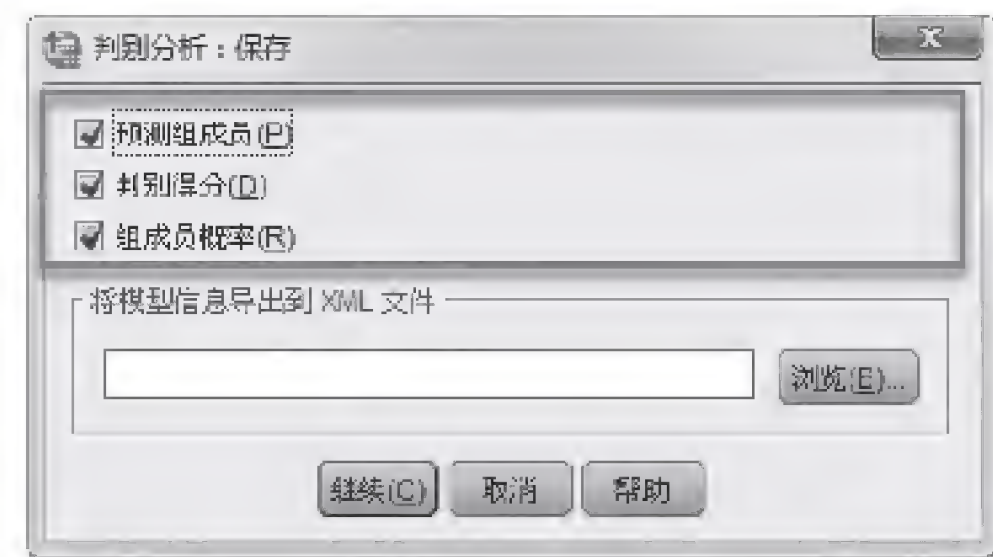 判别分析：保存
预测组成员(P)
判别得分(D)
组成员概率(R)
将模型信息导出到 XML 文件
浏览(E)...
继续(C)
取消
帮助